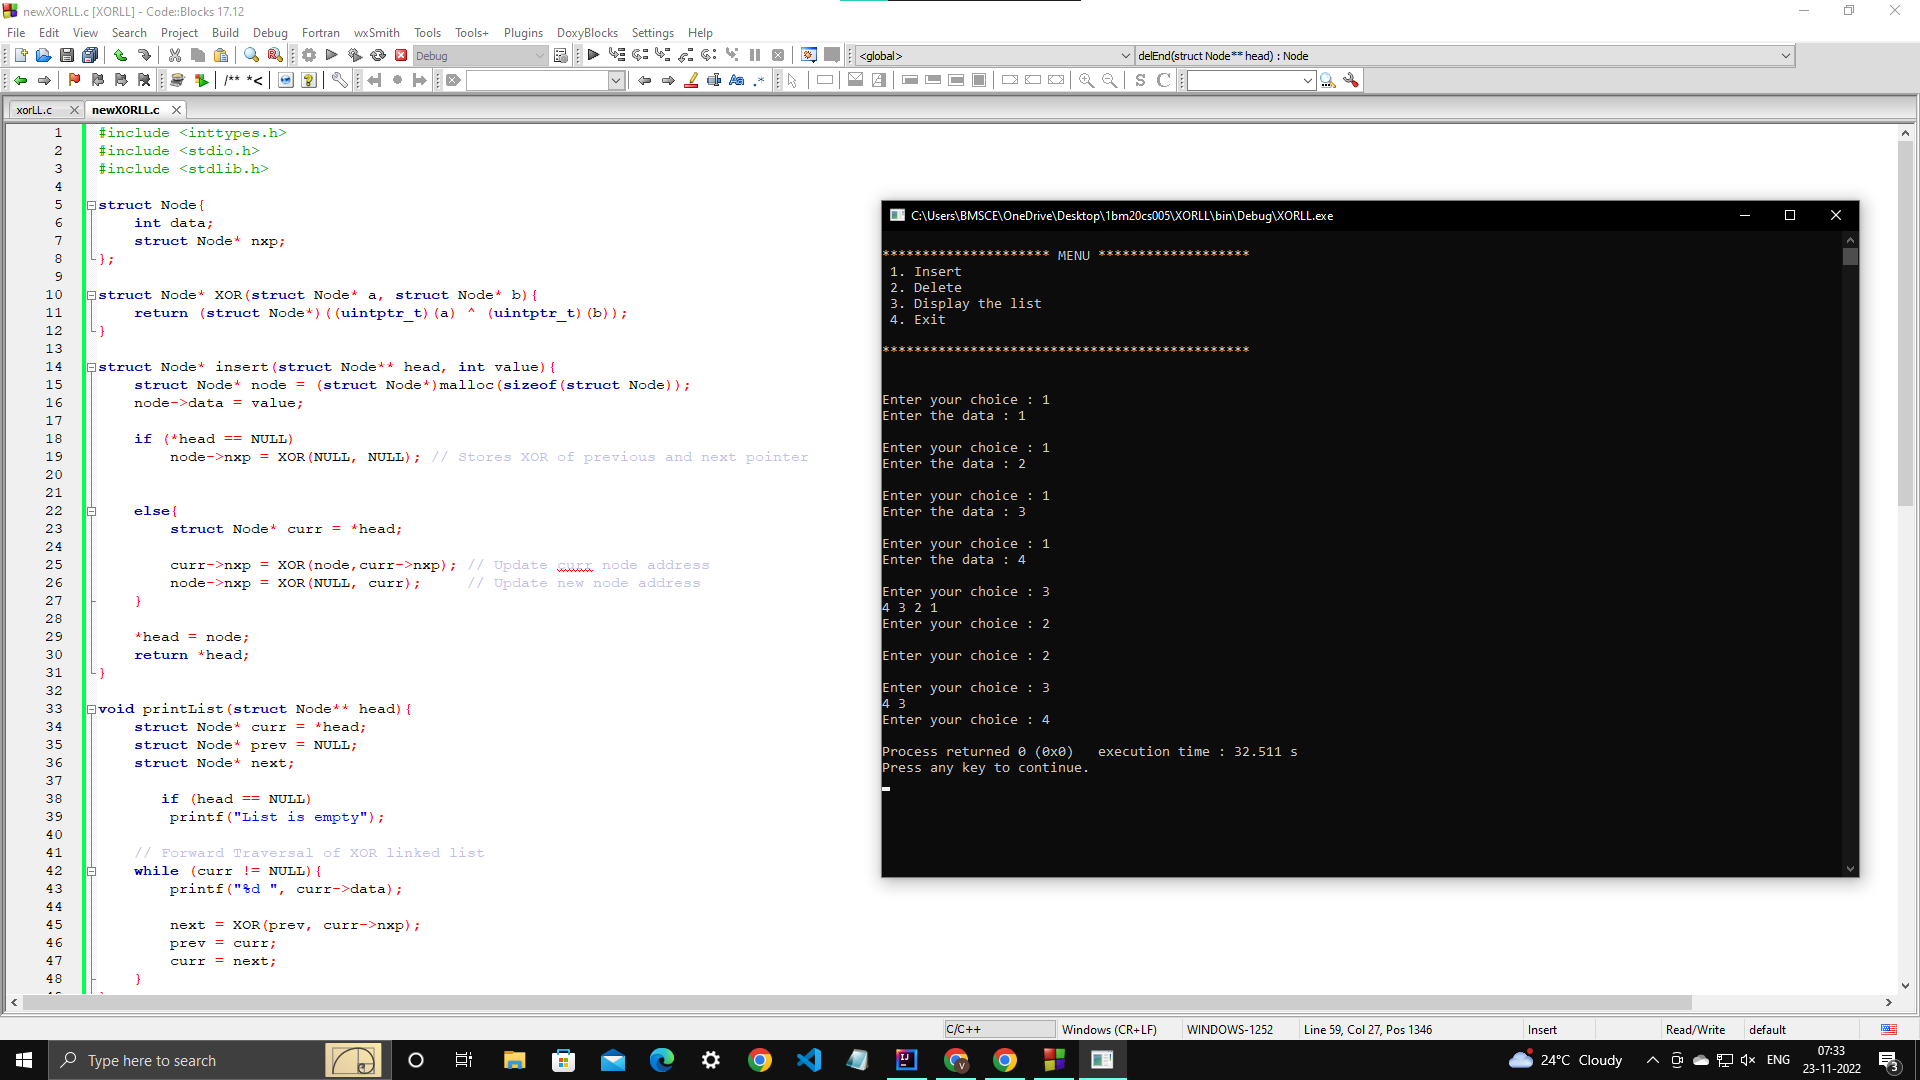 newXORLL.c [XORLL] - Code::Blocks 17.12
File Edit View Search Project Build Debug Fortran wxSmith Tools Tools+ Plugins DoxyBlocks Settings Help
Debug
<global>
delEnd(struct Node** head) : Node
/** *<
Aa .* S C
xorLL.c
newXORLL.c
1 #include <inttypes.h>
2 #include <stdio.h>
3 #include <stdlib.h>
4
5 struct Node{
6 int data;
7 struct Node* nxp;
8 };
9
10 struct Node* XOR(struct Node* a, struct Node* b){
11 return (struct Node*)((uintptr_t)(a) ^ (uintptr_t)(b));
12 }
13
14 struct Node* insert(struct Node** head, int value){
15 struct Node* node = (struct Node*)malloc(sizeof(struct Node));
16 node->data = value;
17
18 if (*head == NULL)
19 node->nxp = XOR(NULL, NULL); // Stores XOR of previous and next pointer
20
21
22 else{
23 struct Node* curr = *head;
24
25 curr->nxp = XOR(node,curr->nxp); // Update curr node address
26 node->nxp = XOR(NULL, curr); // Update new node address
27 }
28
29 *head = node;
30 return *head;
31 }
32
33 void printList(struct Node** head){
34 struct Node* curr = *head;
35 struct Node* prev = NULL;
36 struct Node* next;
37
38 if (head == NULL)
39 printf("List is empty");
40
41 // Forward Traversal of XOR linked list
42 while (curr != NULL){
43 printf("%d ", curr->data);
44
45 next = XOR(prev, curr->nxp);
46 prev = curr;
47 curr = next;
48 }
C:\Users\BMSCE\OneDrive\Desktop\1bm20cs005\XORLL\bin\Debug\XORLL.exe
********************* MENU *******************
1. Insert
2. Delete
3. Display the list
4. Exit
**********************************************
Enter your choice : 1
Enter the data : 1
Enter your choice : 1
Enter the data : 2
Enter your choice : 1
Enter the data : 3
Enter your choice : 1
Enter the data : 4
Enter your choice : 3
4 3 2 1
Enter your choice : 2
Enter your choice : 2
Enter your choice : 3
4 3
Enter your choice : 4
Process returned 0 (0x0) execution time : 32.511 s
Press any key to continue.
C/C++ Windows (CR+LF) WINDOWS-1252 Line 59, Col 27, Pos 1346 Insert Read/Write default
Type here to search
24°C Cloudy
ENG
07:33
23-11-2022
3